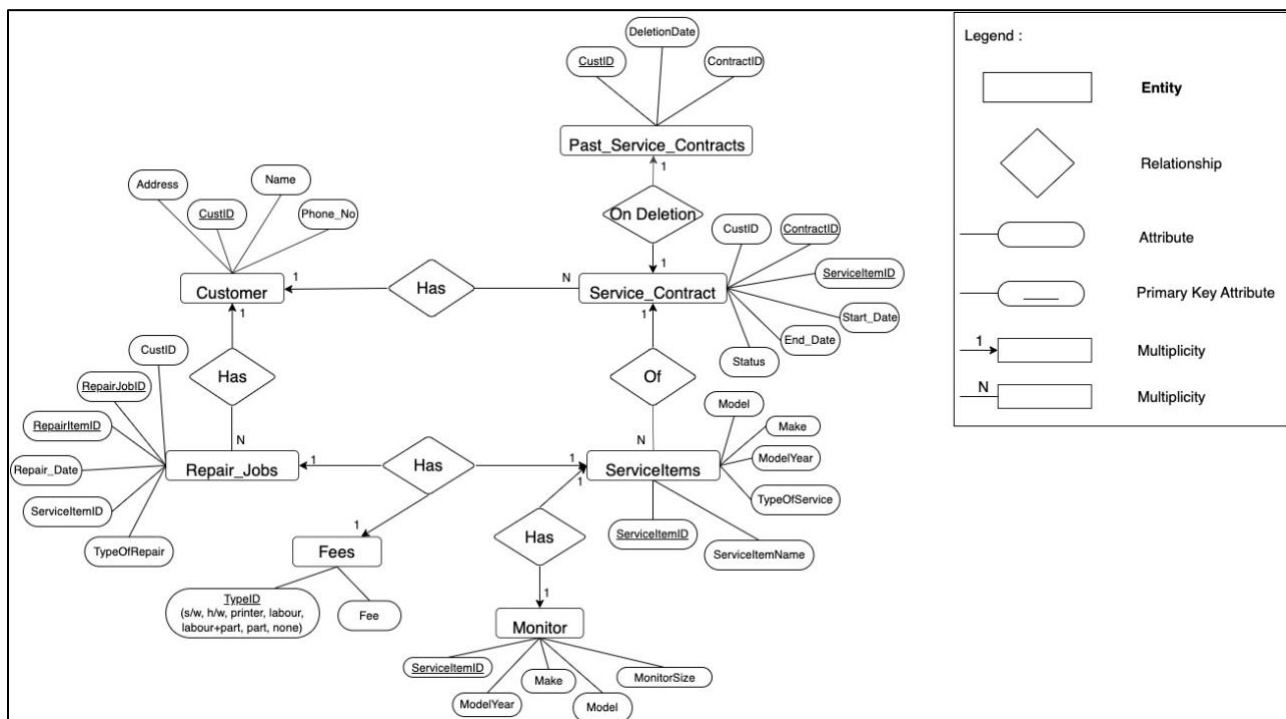 DeletionDate
CustID
ContractID
Past_Service_Contracts
1
On Deletion
1
Address
Name
CustID
Phone_No
Customer
1
Has
N
Service_Contract
CustID
ContractID
ServiceItemID
Start_Date
End_Date
Status
1
Has
N
1
Of
N
CustID
RepairJobID
RepairItemID
Repair_Date
ServiceItemID
TypeOfRepair
Repair_Jobs
1
Has
1
ServiceItems
Model
Make
ModelYear
TypeOfService
ServiceItemID
ServiceItemName
1
Fees
TypeID
(s/w, h/w, printer, labour,
labour+part, part, none)
Fee
1
Has
1
Monitor
ServiceItemID
ModelYear
Make
Model
MonitorSize
Legend :
Entity
Relationship
Attribute
Primary Key Attribute
1
Multiplicity
N
Multiplicity